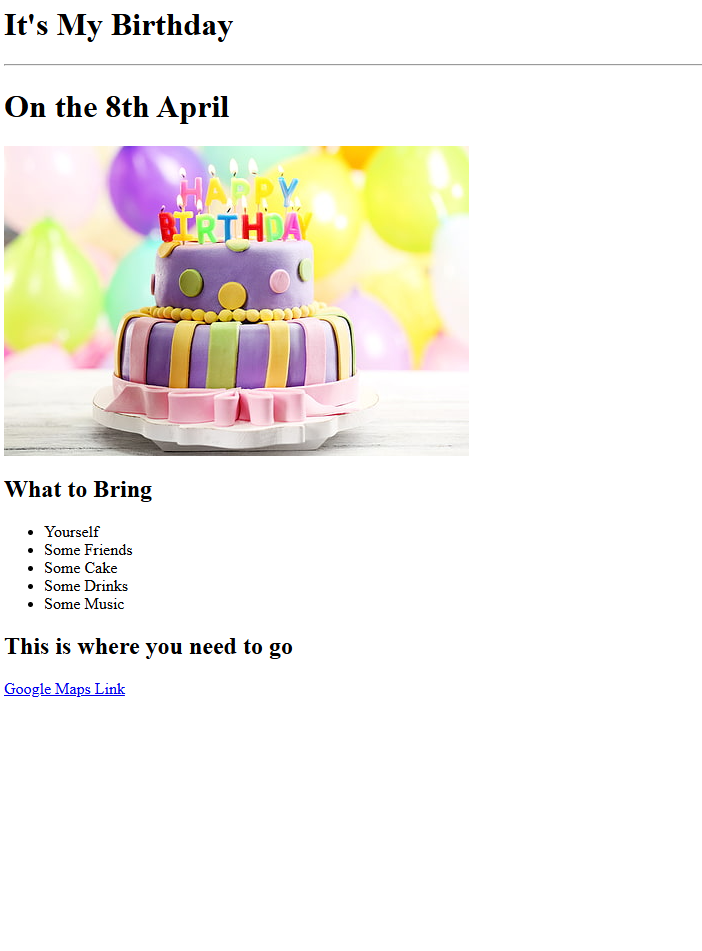 It's My Birthday
On the 8th April
HAPPY
BIRTHDAY
What to Bring
Yourself
Some Friends
Some Cake
Some Drinks
Some Music
This is where you need to go
Google Maps Link